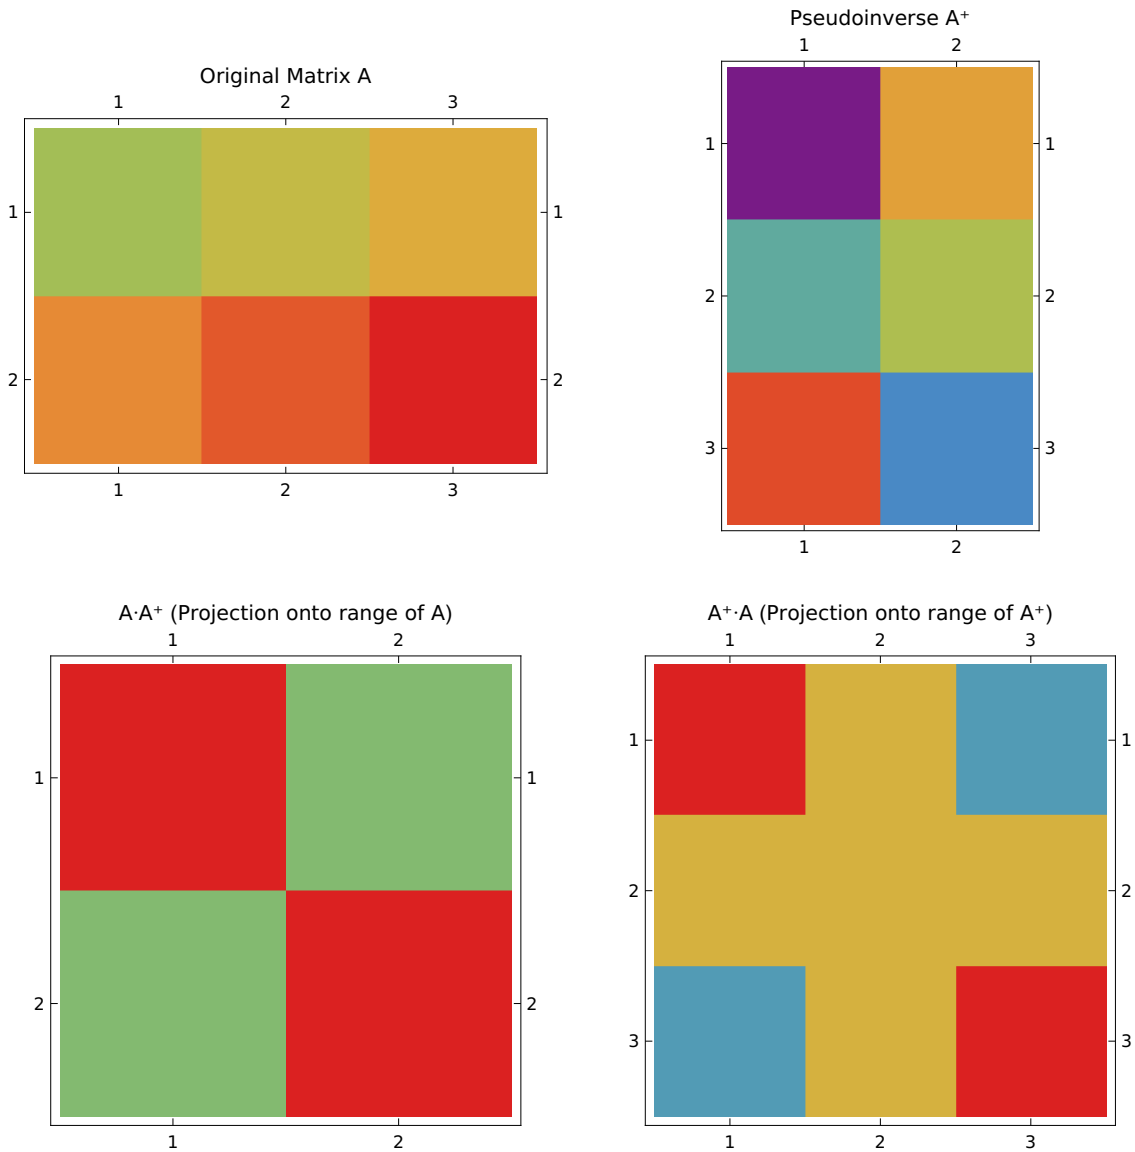 Original Matrix A
1 2 3
1 1
2 2
1 2 3
Pseudoinverse A⁺
1 2
1 1
2 2
3 3
1 2
A·A⁺ (Projection onto range of A)
1 2
1 1
2 2
1 2
A⁺·A (Projection onto range of A⁺)
1 2 3
1 1
2 2
3 3
1 2 3